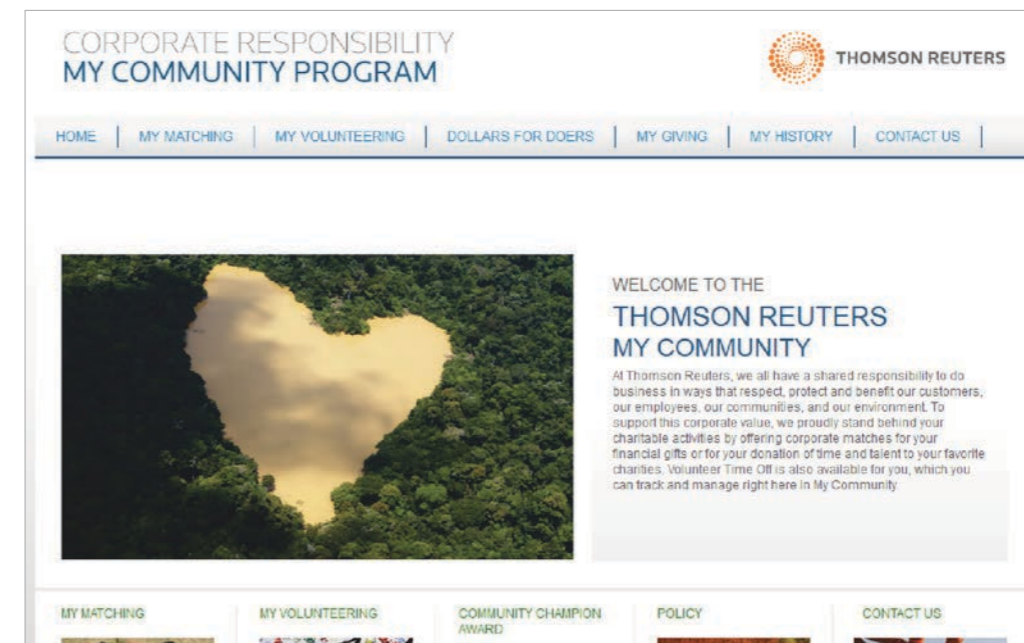 CORPORATE RESPONSIBILITY
MY COMMUNITY PROGRAM
THOMSON REUTERS
HOME | MY MATCHING | MY VOLUNTEERING | DOLLARS FOR DOERS | MY GIVING | MY HISTORY | CONTACT US |
WELCOME TO THE
THOMSON REUTERS
MY COMMUNITY
At Thomson Reuters, we all have a shared responsibility to do
business in ways that respect, protect and benefit our customers,
our employees, our communities, and our environment. To
support this corporate value, we proudly stand behind your
charitable activities by offering corporate matches for your
financial gifts or for your donation of time and talent to your favorite
charities. Volunteer Time Off is also available for you, which you
can track and manage right here in My Community.
MY MATCHING
MY VOLUNTEERING
COMMUNITY CHAMPION
AWARD
POLICY
CONTACT US